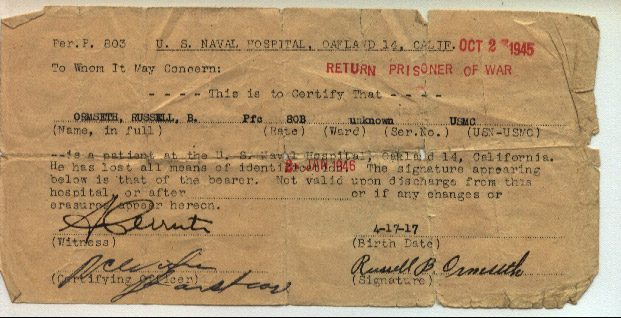 Per.F. 803 U. S. NAVAL HOSPITAL, OAKLAND 14, CALIF. OCT 2 1945
To Whom It May Concern: RETURN PRISONER OF WAR
- - - - This is to Certify That - - - -
ORMSETH, RUSSELL, B. Pfc 80B unknown USMC
(Name, in full) (Rate) (Ward) (Ser.No.) (USN-USMC)
--is a patient at the U. S. Naval Hospital, Oakland 14, California.
He has lost all means of identification. The signature appearing
2 JAN 1946
below is that of the bearer. Not valid upon discharge from this
hospital, or after or if any changes or
erasures appear hereon.
4-17-17
(Witness) (Birth Date)
Russell B. Ormseth
(Certifying Officer) (Signature)